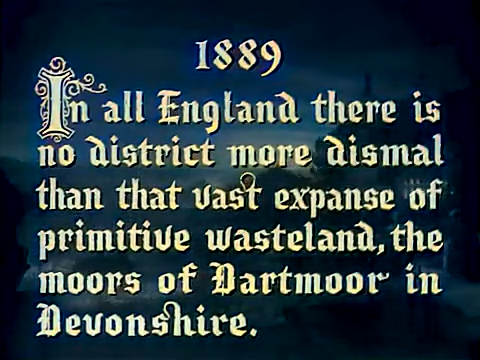 1889
In all England there is
no district more dismal
than that vast expanse of
primitive wasteland, the
moors of Dartmoor in
Devonshire.